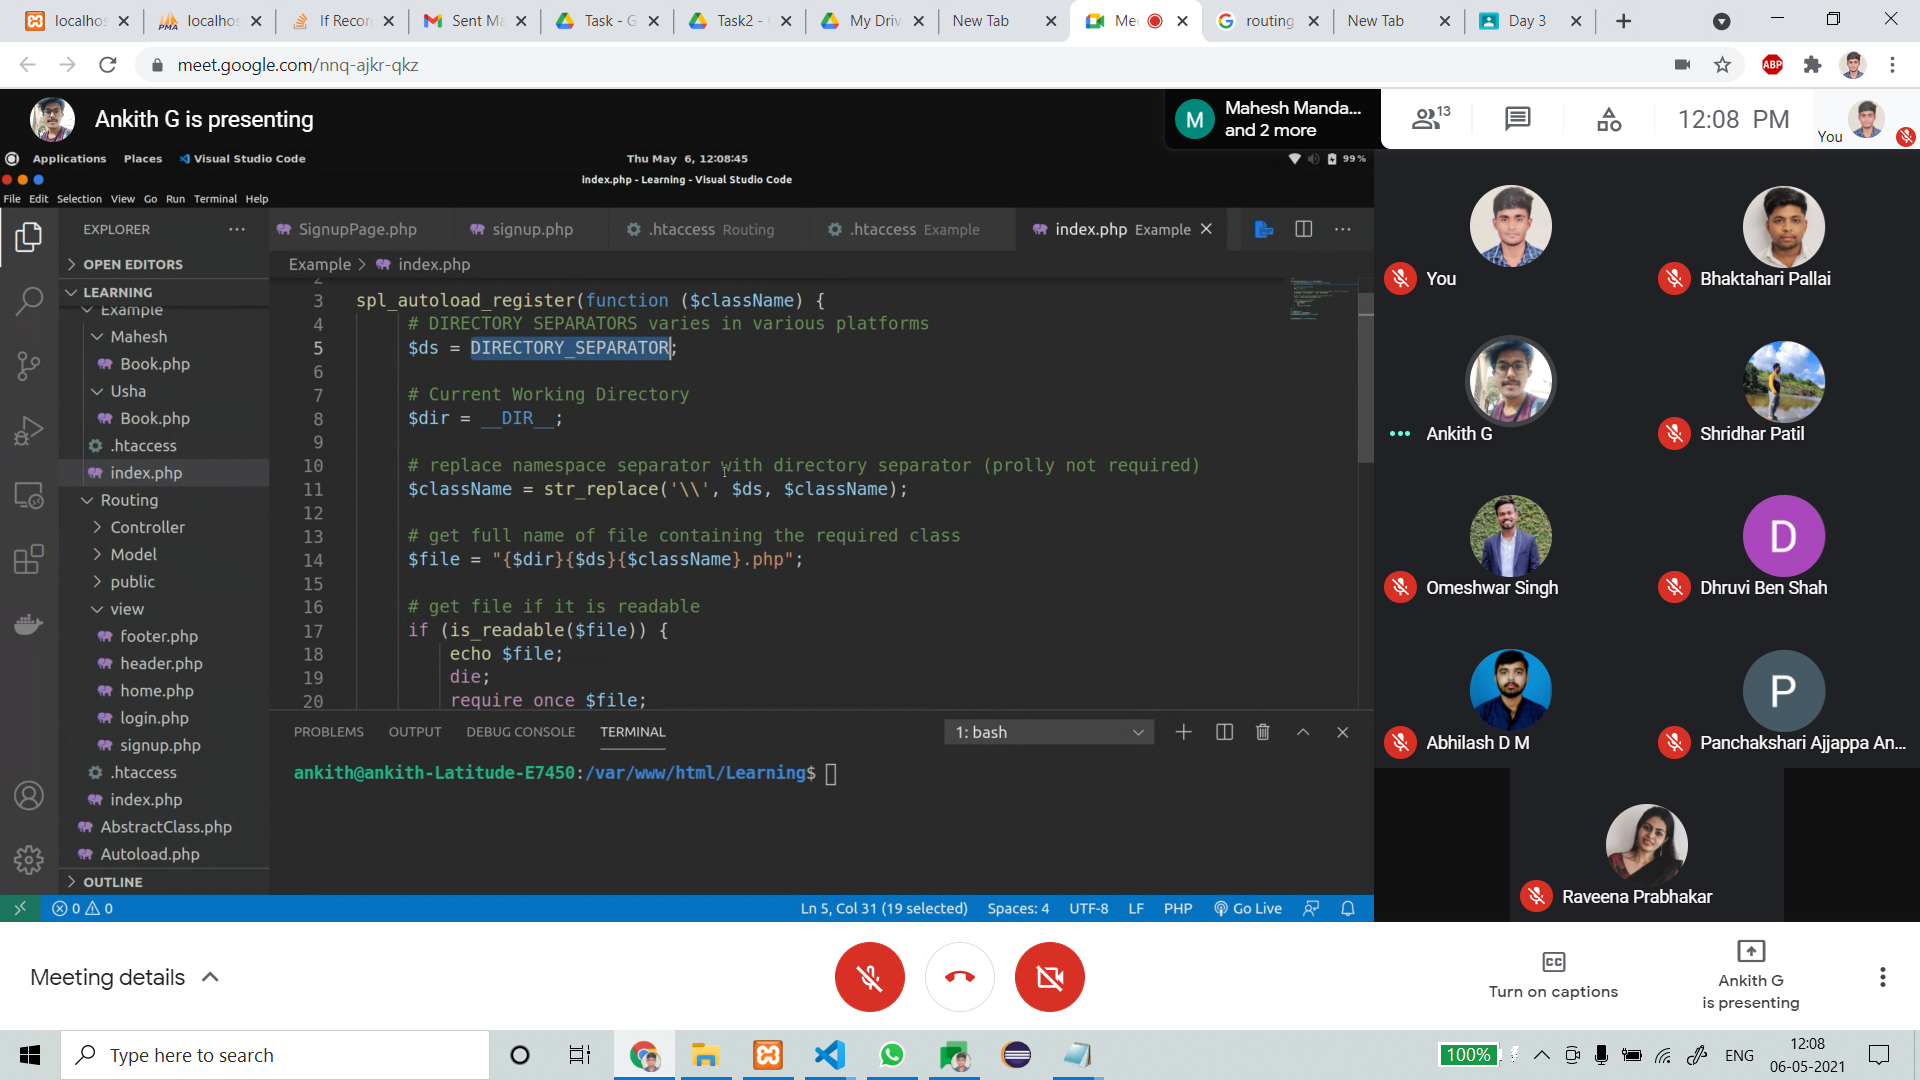 localhos
localhos
If Recor
Sent Ma
Task - G
Task2 -
My Driv
New Tab
Mee
routing
New Tab
Day 3
meet.google.com/nnq-ajkr-qkz
ABP
Ankith G is presenting
M
Mahesh Manda...
and 2 more
13
12:08 PM
You
Applications Places Visual Studio Code
Thu May 6, 12:08:45
99%
index.php - Learning - Visual Studio Code
File Edit Selection View Go Run Terminal Help
EXPLORER
SignupPage.php
signup.php
.htaccess Routing
.htaccess Example
index.php Example
OPEN EDITORS
LEARNING
Example
Mahesh
Book.php
Usha
Book.php
.htaccess
index.php
Routing
Controller
Model
public
view
footer.php
header.php
home.php
login.php
signup.php
.htaccess
index.php
AbstractClass.php
Autoload.php
OUTLINE
Example > index.php
2
3 spl_autoload_register(function ($className) {
4 # DIRECTORY SEPARATORS varies in various platforms
5 $ds = DIRECTORY_SEPARATOR;
6
7 # Current Working Directory
8 $dir = __DIR__;
9
10 # replace namespace separator with directory separator (prolly not required)
11 $className = str_replace('\\', $ds, $className);
12
13 # get full name of file containing the required class
14 $file = "{$dir}{$ds}{$className}.php";
15
16 # get file if it is readable
17 if (is_readable($file)) {
18 echo $file;
19 die;
20 require_once $file;
PROBLEMS OUTPUT DEBUG CONSOLE TERMINAL
1: bash
ankith@ankith-Latitude-E7450:/var/www/html/Learning$
0 0
Ln 5, Col 31 (19 selected) Spaces: 4 UTF-8 LF PHP Go Live
You
Bhaktahari Pallai
Ankith G
Shridhar Patil
Omeshwar Singh
D
Dhruvi Ben Shah
Abhilash D M
P
Panchakshari Ajjappa An...
Raveena Prabhakar
Meeting details
CC
Turn on captions
Ankith G
is presenting
Type here to search
100%
ENG
12:08
06-05-2021